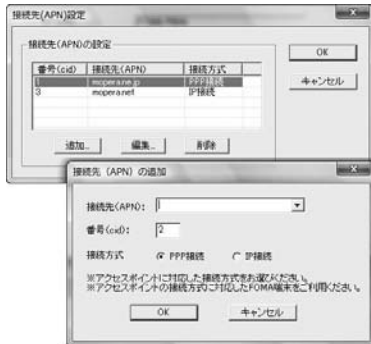 接続先(APN)設定
接続先(APN)の設定
番号(cid) 接続先(APN) 接続方式
1 mopera.ne.jp PPP接続
3 mopera.net IP接続
追加... 編集... 削除
OK
キャンセル
接続先（APN）の追加
接続先(APN):
番号(cid): 2
接続方式 PPP接続 IP接続
※アクセスポイントに対応した接続方式をお選びください。
※アクセスポイントの接続方式に対応したFOMA端末をご利用ください。
OK キャンセル